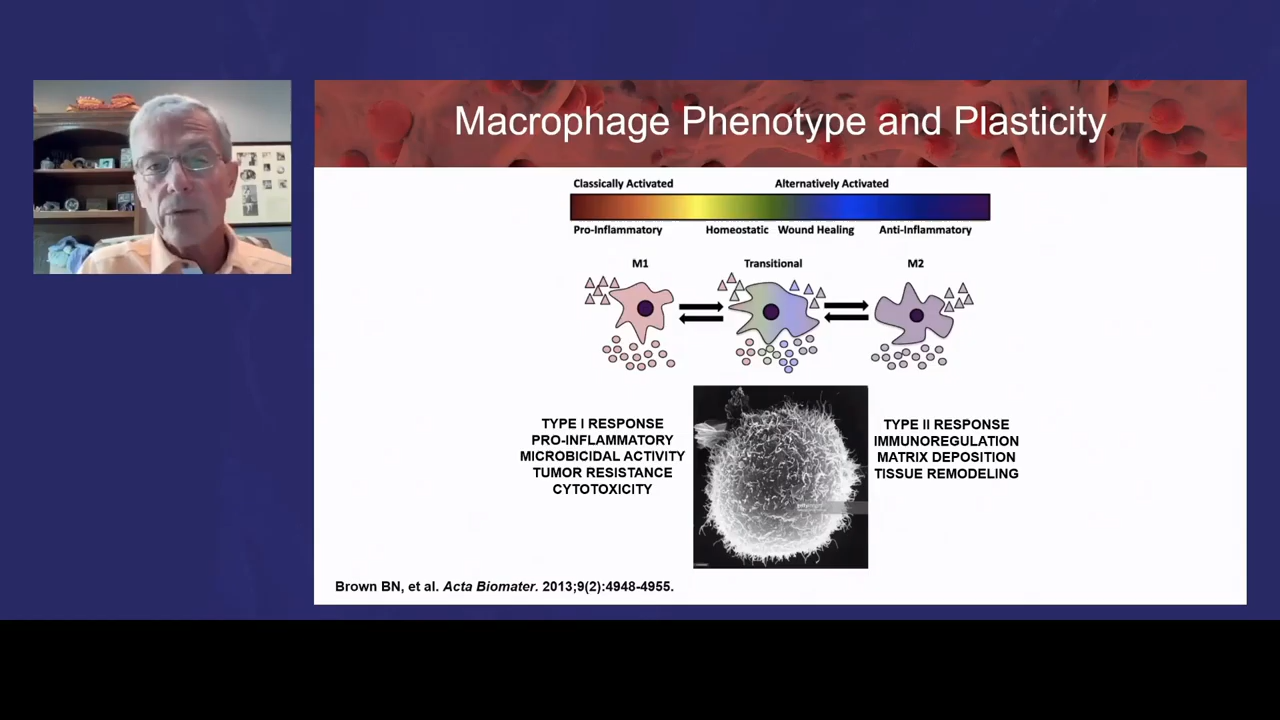 Macrophage Phenotype and Plasticity
Classically Activated
Alternatively Activated
Pro-Inflammatory
Homeostatic
Wound Healing
Anti-Inflammatory
M1
Transitional
M2
TYPE I RESPONSE
PRO-INFLAMMATORY
MICROBICIDAL ACTIVITY
TUMOR RESISTANCE
CYTOTOXICITY
TYPE II RESPONSE
IMMUNOREGULATION
MATRIX DEPOSITION
TISSUE REMODELING
Brown BN, et al. Acta Biomater. 2013;9(2):4948-4955.